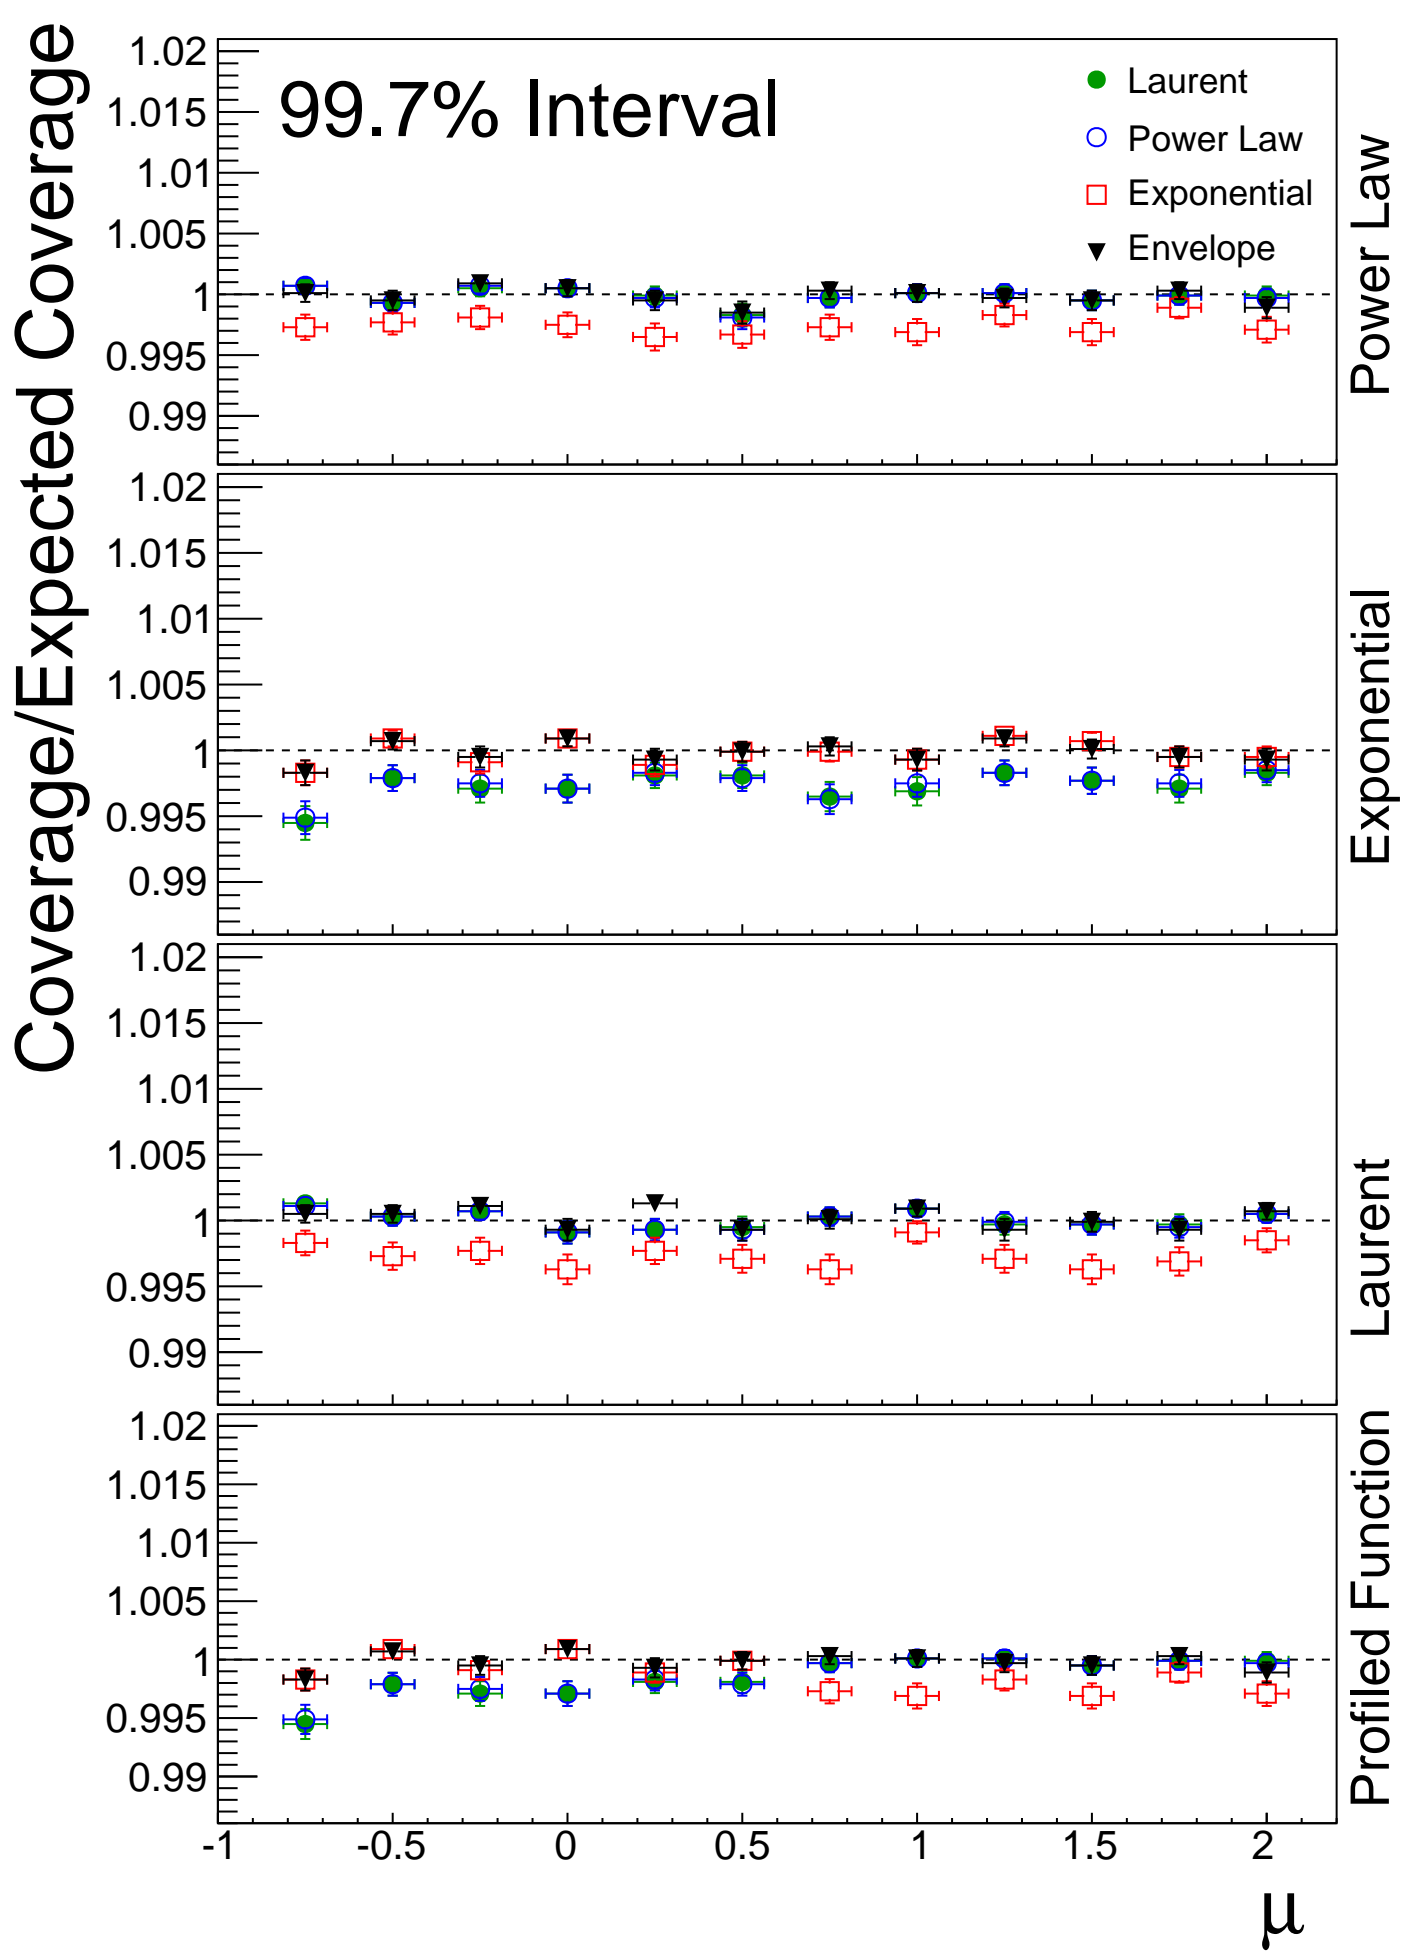 Coverage/Expected Coverage
99.7% Interval
Laurent
Power Law
Exponential
Envelope
1.02
1.015
1.01
1.005
1
0.995
0.99
Power Law
1.02
1.015
1.01
1.005
1
0.995
0.99
Exponential
1.02
1.015
1.01
1.005
1
0.995
0.99
Laurent
1.02
1.015
1.01
1.005
1
0.995
0.99
Profiled Function
-1 -0.5 0 0.5 1 1.5 2
μ